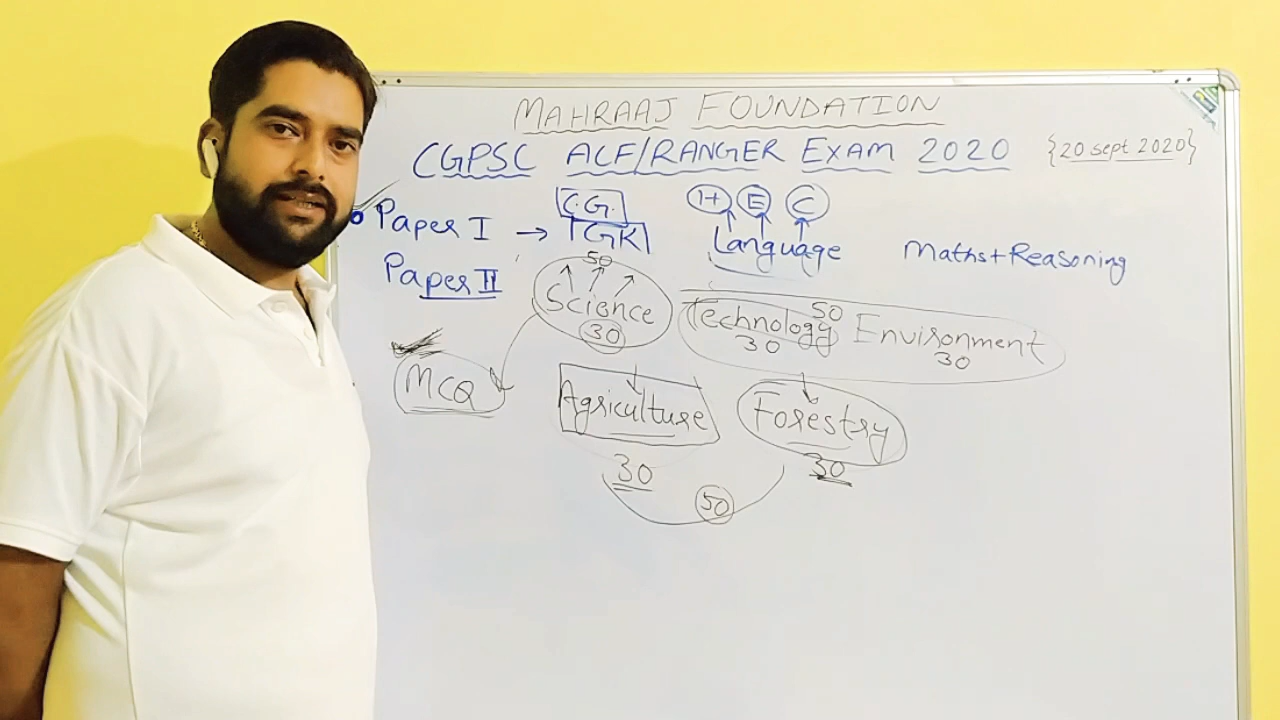 MAHRAAJ FOUNDATION
CGPSC ACF/RANGER EXAM 2020 {20 sept 2020}
C.G. H E C
Paper I → GK Language Maths+Reasoning
Paper II
50
Science
30
50
Technology Environment
30 30
MCQ Agriculture Forestry
30 30
50